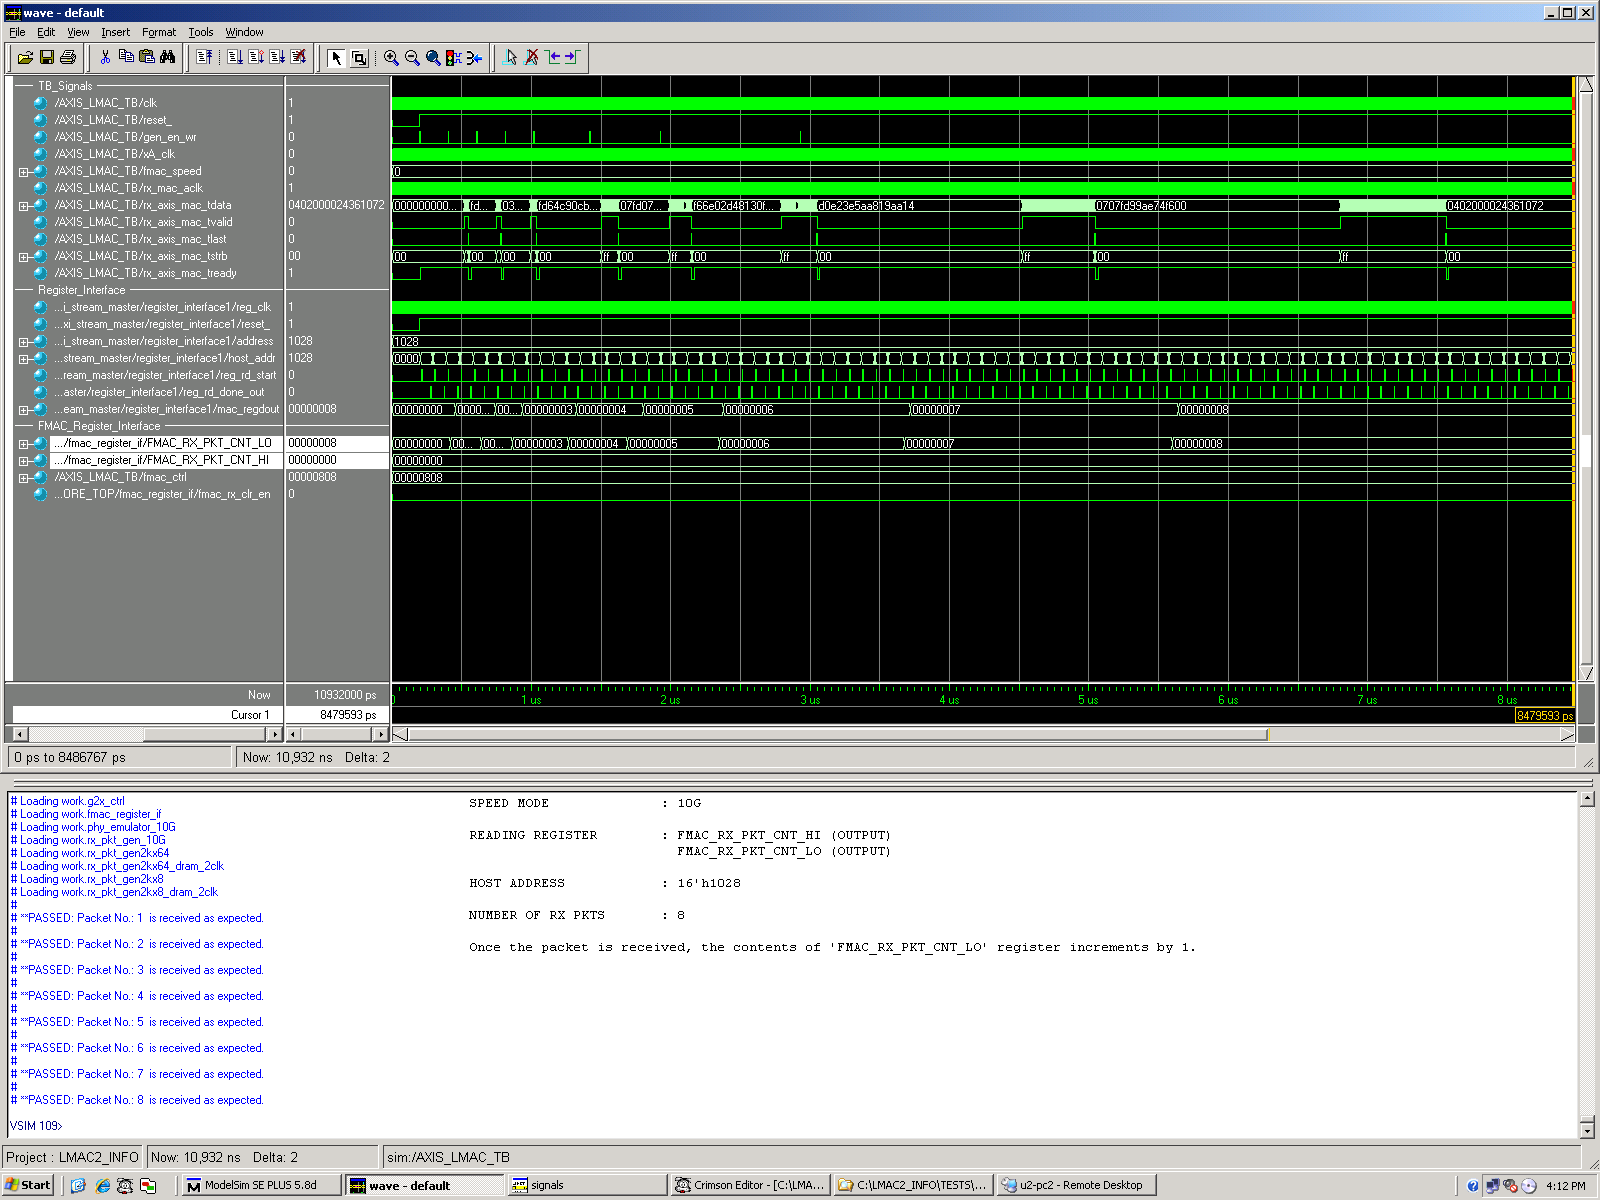 wave - default
File Edit View Insert Format Tools Window
TB_Signals
/AXIS_LMAC_TB/clk 1
/AXIS_LMAC_TB/reset_ 1
/AXIS_LMAC_TB/gen_en_wr 0
/AXIS_LMAC_TB/xA_clk 0
/AXIS_LMAC_TB/fmac_speed 0 0
/AXIS_LMAC_TB/rx_mac_aclk 1
/AXIS_LMAC_TB/rx_axis_mac_tdata 0402000024361072 000000000... fd... 03... fd64c90cb... 07fd07... f66e02d48130f... d0e23e5aa819aa14 0707fd99ae74f600 0402000024361072
/AXIS_LMAC_TB/rx_axis_mac_tvalid 0
/AXIS_LMAC_TB/rx_axis_mac_tlast 0
/AXIS_LMAC_TB/rx_axis_mac_tstrb 00 00 00 00 00 ff 00 ff 00 ff 00 ff 00 ff 00
/AXIS_LMAC_TB/rx_axis_mac_tready 1
Register_Interface
...i_stream_master/register_interface1/reg_clk 1
...xi_stream_master/register_interface1/reset_ 1
...i_stream_master/register_interface1/address 1028 1028
...stream_master/register_interface1/host_addr 1028 0000
...ream_master/register_interface1/reg_rd_start 0
...aster/register_interface1/reg_rd_done_out 0
...eam_master/register_interface1/mac_regdout 00000008 00000000 0000... 00... 00000003 00000004 00000005 00000006 00000007 00000008
FMAC_Register_Interface
.../fmac_register_if/FMAC_RX_PKT_CNT_LO 00000008 00000000 00... 00... 00000003 00000004 00000005 00000006 00000007 00000008
.../fmac_register_if/FMAC_RX_PKT_CNT_HI 00000000 00000000
/AXIS_LMAC_TB/fmac_ctrl 00000808 00000808
...ORE_TOP/fmac_register_if/fmac_rx_clr_en 0
Now 10932000 ps 0 1 us 2 us 3 us 4 us 5 us 6 us 7 us 8 us
Cursor 1 8479593 ps 8479593 ps
0 ps to 8486767 ps Now: 10,932 ns Delta: 2
# Loading work.g2x_ctrl
# Loading work.fmac_register_if
# Loading work.phy_emulator_10G
# Loading work.rx_pkt_gen_10G
# Loading work.rx_pkt_gen2kx64
# Loading work.rx_pkt_gen2kx64_dram_2clk
# Loading work.rx_pkt_gen2kx8
# Loading work.rx_pkt_gen2kx8_dram_2clk
#
# **PASSED: Packet No.: 1 is received as expected.
#
# **PASSED: Packet No.: 2 is received as expected.
#
# **PASSED: Packet No.: 3 is received as expected.
#
# **PASSED: Packet No.: 4 is received as expected.
#
# **PASSED: Packet No.: 5 is received as expected.
#
# **PASSED: Packet No.: 6 is received as expected.
#
# **PASSED: Packet No.: 7 is received as expected.
#
# **PASSED: Packet No.: 8 is received as expected.
VSIM 109>
SPEED MODE : 10G
READING REGISTER : FMAC_RX_PKT_CNT_HI (OUTPUT)
FMAC_RX_PKT_CNT_LO (OUTPUT)
HOST ADDRESS : 16'h1028
NUMBER OF RX PKTS : 8
Once the packet is received, the contents of 'FMAC_RX_PKT_CNT_LO' register increments by 1.
Project : LMAC2_INFO Now: 10,932 ns Delta: 2 sim:/AXIS_LMAC_TB
Start ModelSim SE PLUS 5.8d wave - default signals Crimson Editor - [C:\LMA... C:\LMAC2_INFO\TESTS\... u2-pc2 - Remote Desktop 4:12 PM